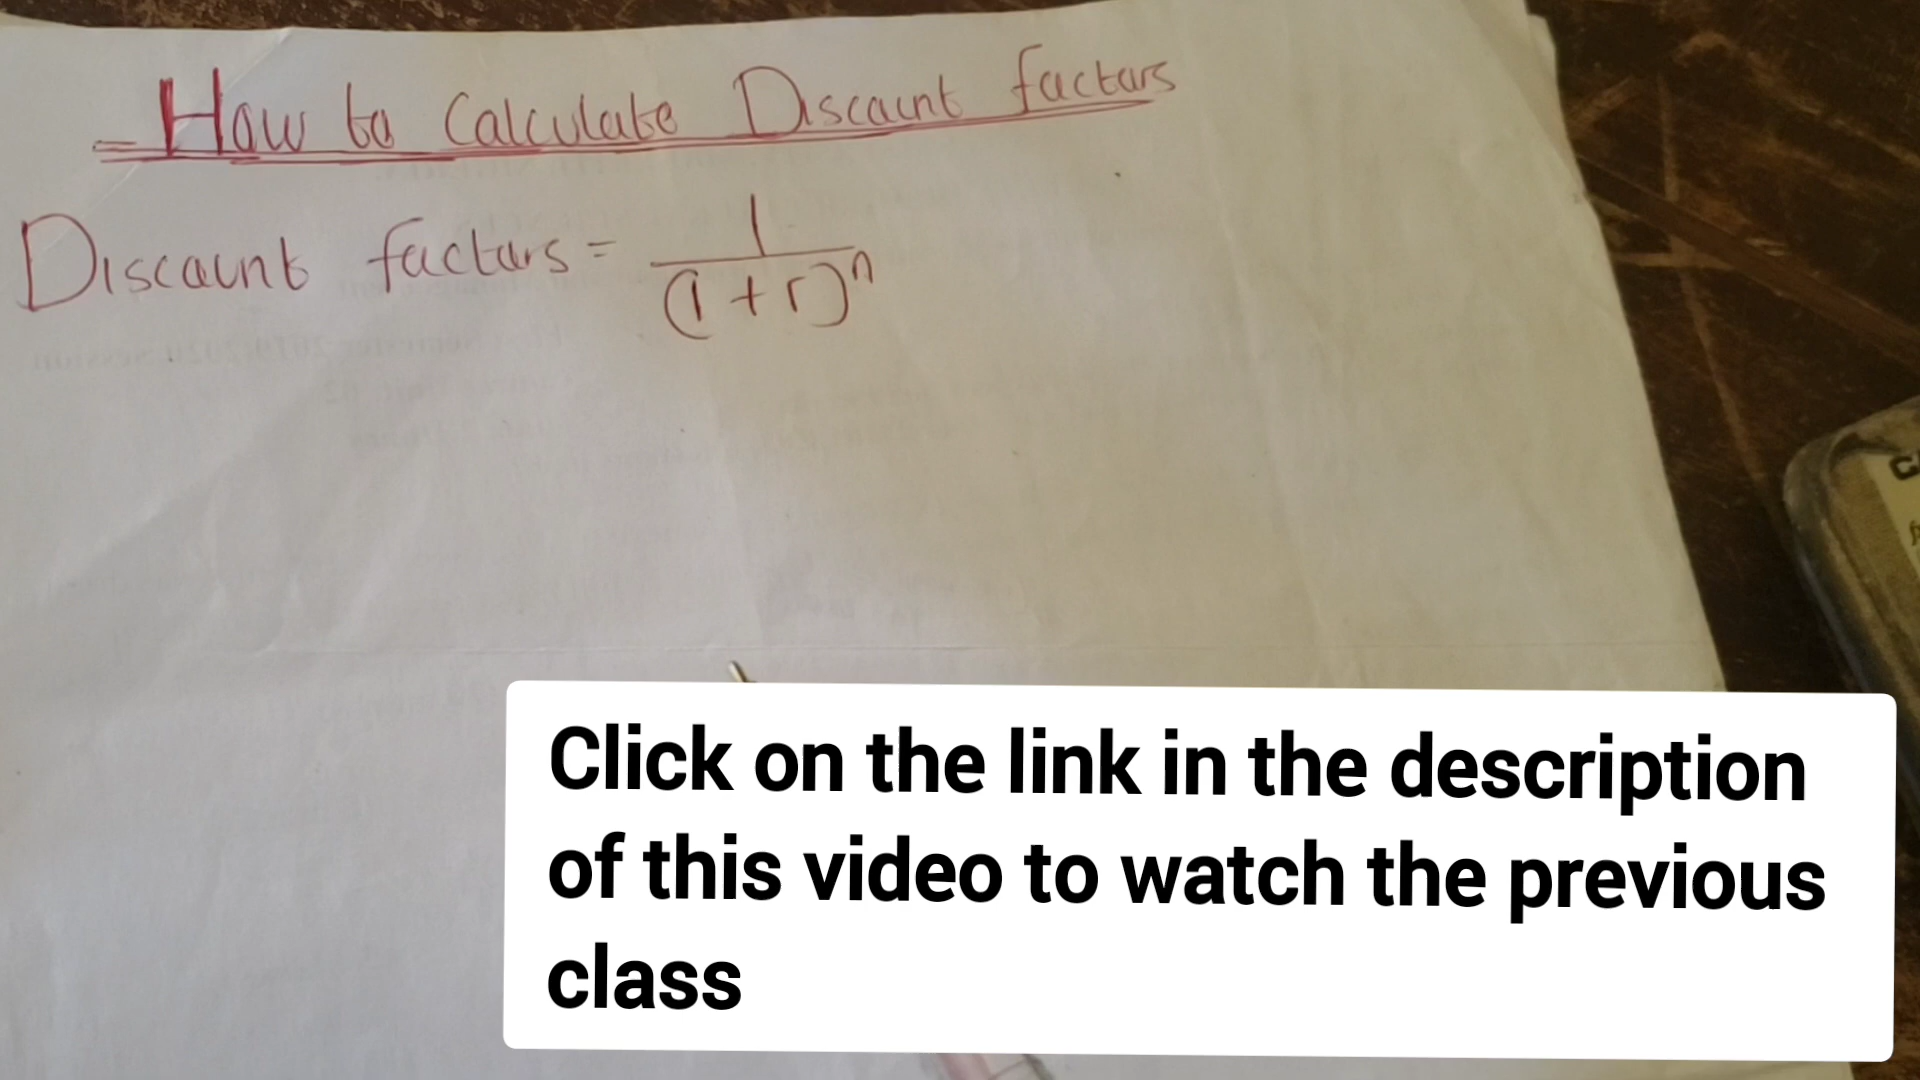 How to Calculate Discount factors
Discount factors = 1/(1+r)^n
Click on the link in the description
of this video to watch the previous
class